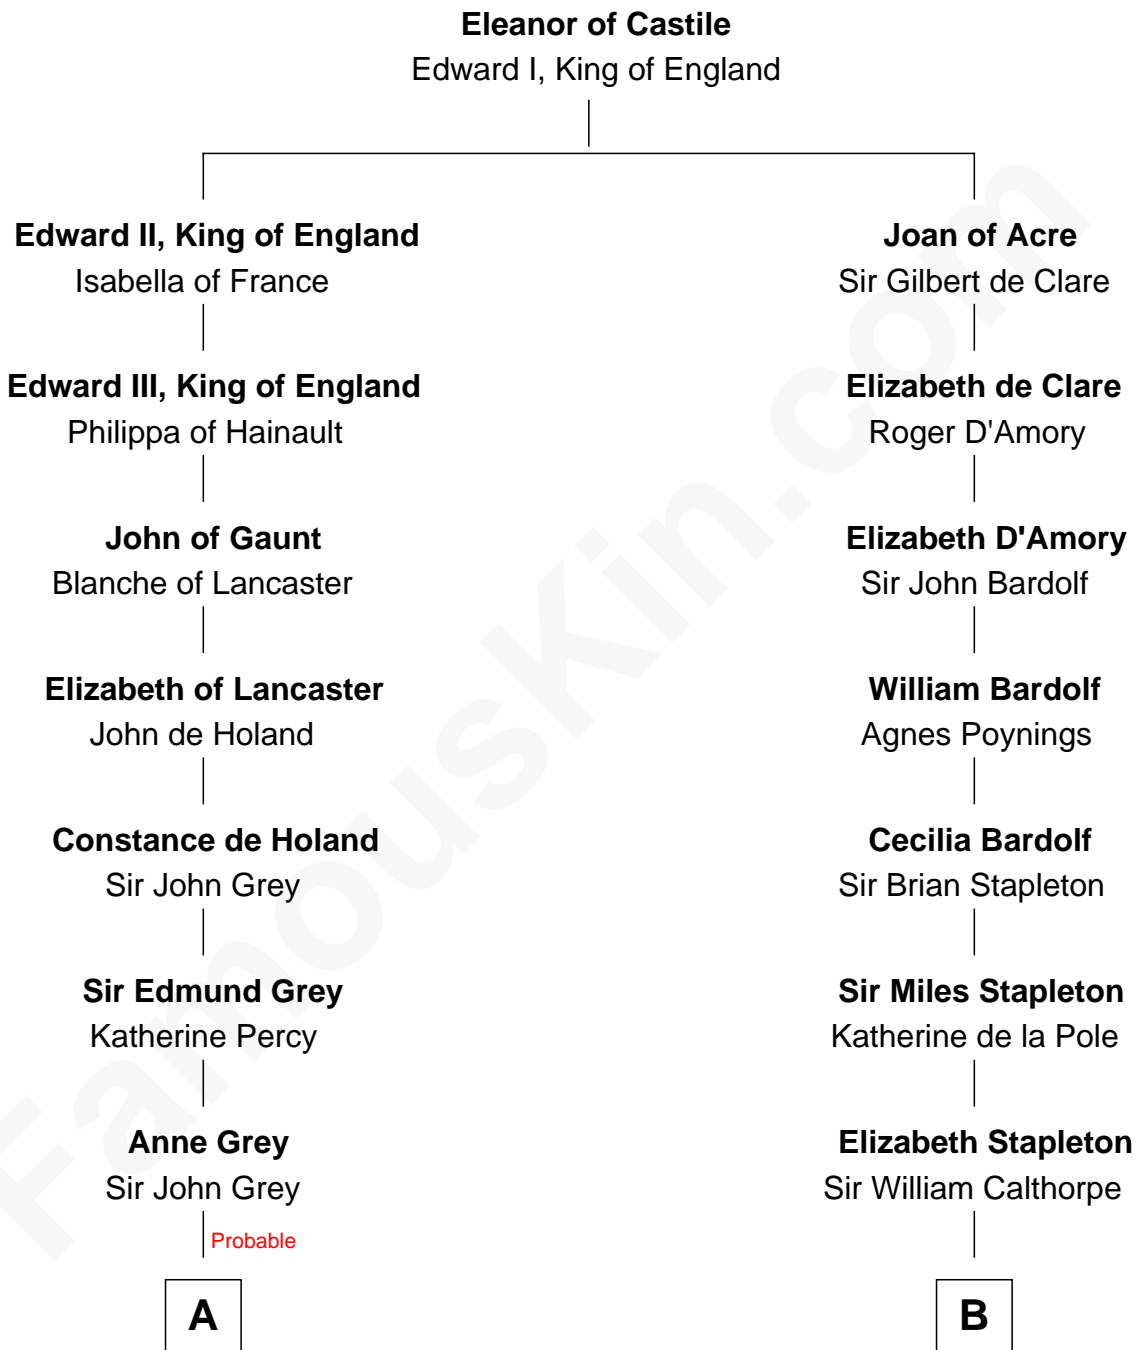 Eleanor of Castile
Edward I, King of England
Edward II, King of England
Isabella of France
Joan of Acre
Sir Gilbert de Clare
Edward III, King of England
Philippa of Hainault
Elizabeth de Clare
Roger D'Amory
John of Gaunt
Blanche of Lancaster
Elizabeth D'Amory
Sir John Bardolf
Elizabeth of Lancaster
John de Holand
William Bardolf
Agnes Poynings
Constance de Holand
Sir John Grey
Cecilia Bardolf
Sir Brian Stapleton
Sir Edmund Grey
Katherine Percy
Sir Miles Stapleton
Katherine de la Pole
Anne Grey
Sir John Grey
Elizabeth Stapleton
Sir William Calthorpe
Probable
A
B
FamousKin.com